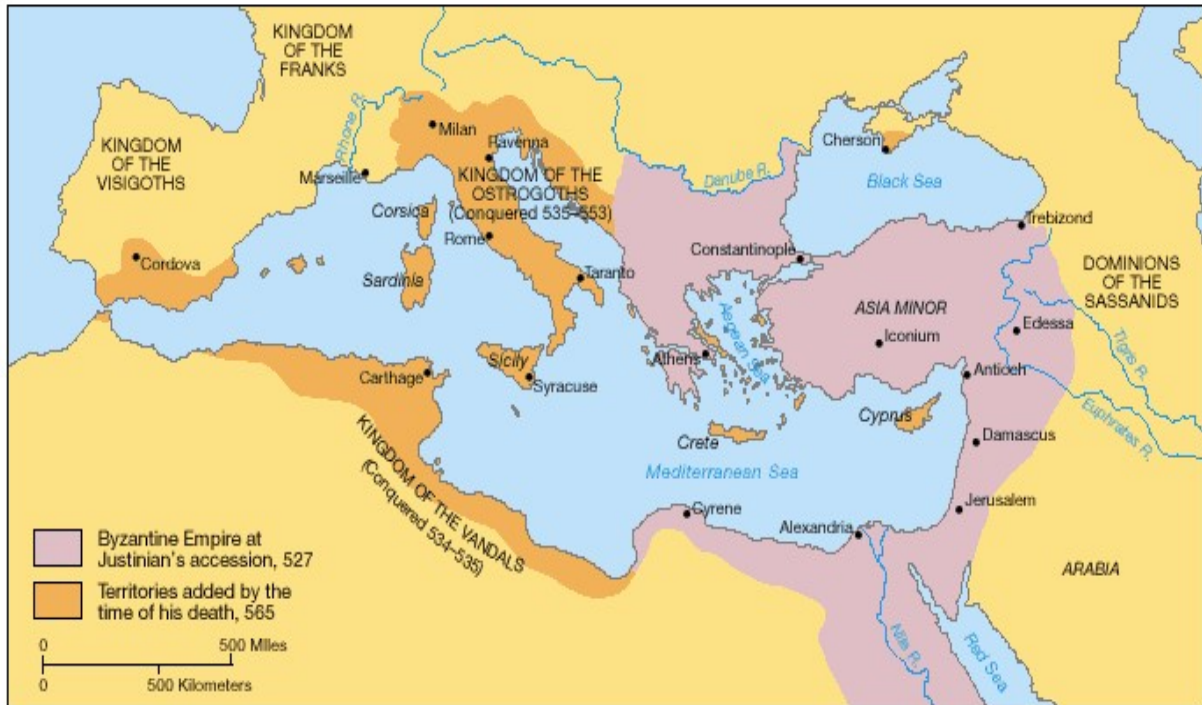 KINGDOM
OF THE
FRANKS
KINGDOM
OF THE
VISIGOTHS
Rhone R.
Milan
Ravenna
Marseille
KINGDOM OF THE
OSTROGOTHS
(Conquered 535–553)
Corsica
Rome
Sardinia
Taranto
Cordova
Danube R.
Cherson
Black Sea
Trebizond
Constantinople
DOMINIONS
OF THE
SASSANIDS
ASIA MINOR
Iconium
Edessa
Tigris R.
Aegean Sea
Athens
Sicily
Syracuse
Carthage
Antioch
Euphrates R.
Cyprus
Crete
Damascus
Mediterranean Sea
KINGDOM OF THE VANDALS
(Conquered 534–535)
Cyrene
Alexandria
Jerusalem
ARABIA
Nile R.
Red Sea
Byzantine Empire at
Justinian's accession, 527
Territories added by the
time of his death, 565
0 500 Miles
0 500 Kilometers